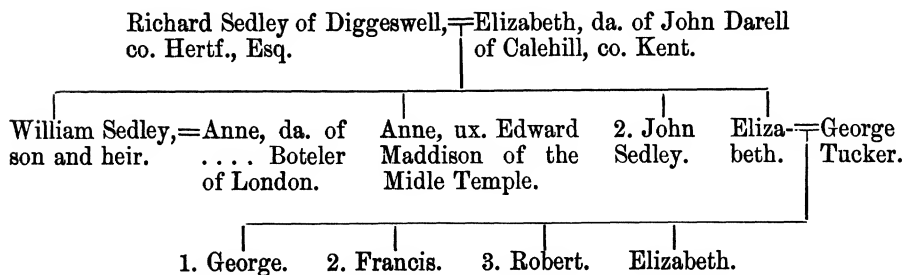 Richard Sedley of Diggeswell,=Elizabeth, da. of John Darell
co. Hertf., Esq. of Calehill, co. Kent.
William Sedley,=Anne, da. of Anne, ux. Edward 2. John Eliza-=George
son and heir. .... Boteler Maddison of the Sedley. beth. Tucker.
of London. Midle Temple.
1. George. 2. Francis. 3. Robert. Elizabeth.